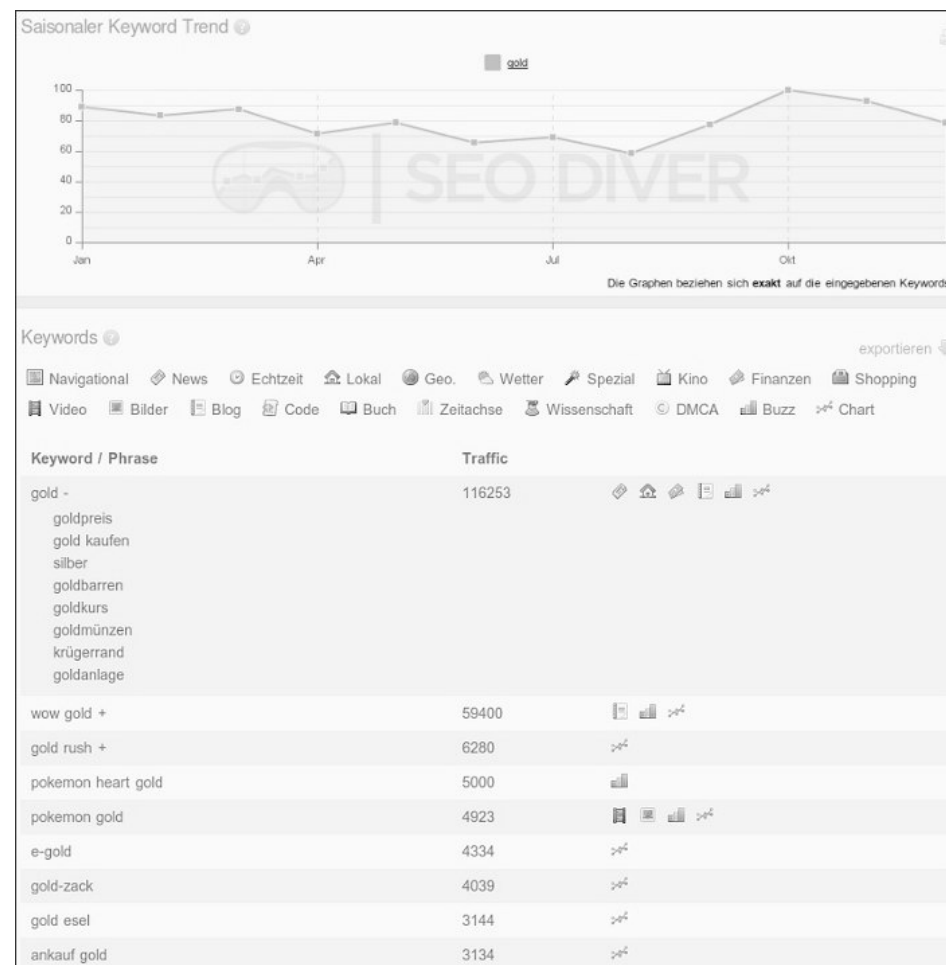 Saisonaler Keyword Trend ?
gold
100
80
60
40
20
0
SEO DIVER
Jan Apr Jul Okt
Die Graphen beziehen sich exakt auf die eingegebenen Keywords
Keywords ?
exportieren
Navigational News Echtzeit Lokal Geo. Wetter Spezial Kino Finanzen Shopping
Video Bilder Blog Code Buch Zeitachse Wissenschaft © DMCA Buzz Chart
Keyword / Phrase Traffic
gold - 116253
goldpreis
gold kaufen
silber
goldbarren
goldkurs
goldmünzen
krügerrand
goldanlage
wow gold + 59400
gold rush + 6280
pokemon heart gold 5000
pokemon gold 4923
e-gold 4334
gold-zack 4039
gold esel 3144
ankauf gold 3134